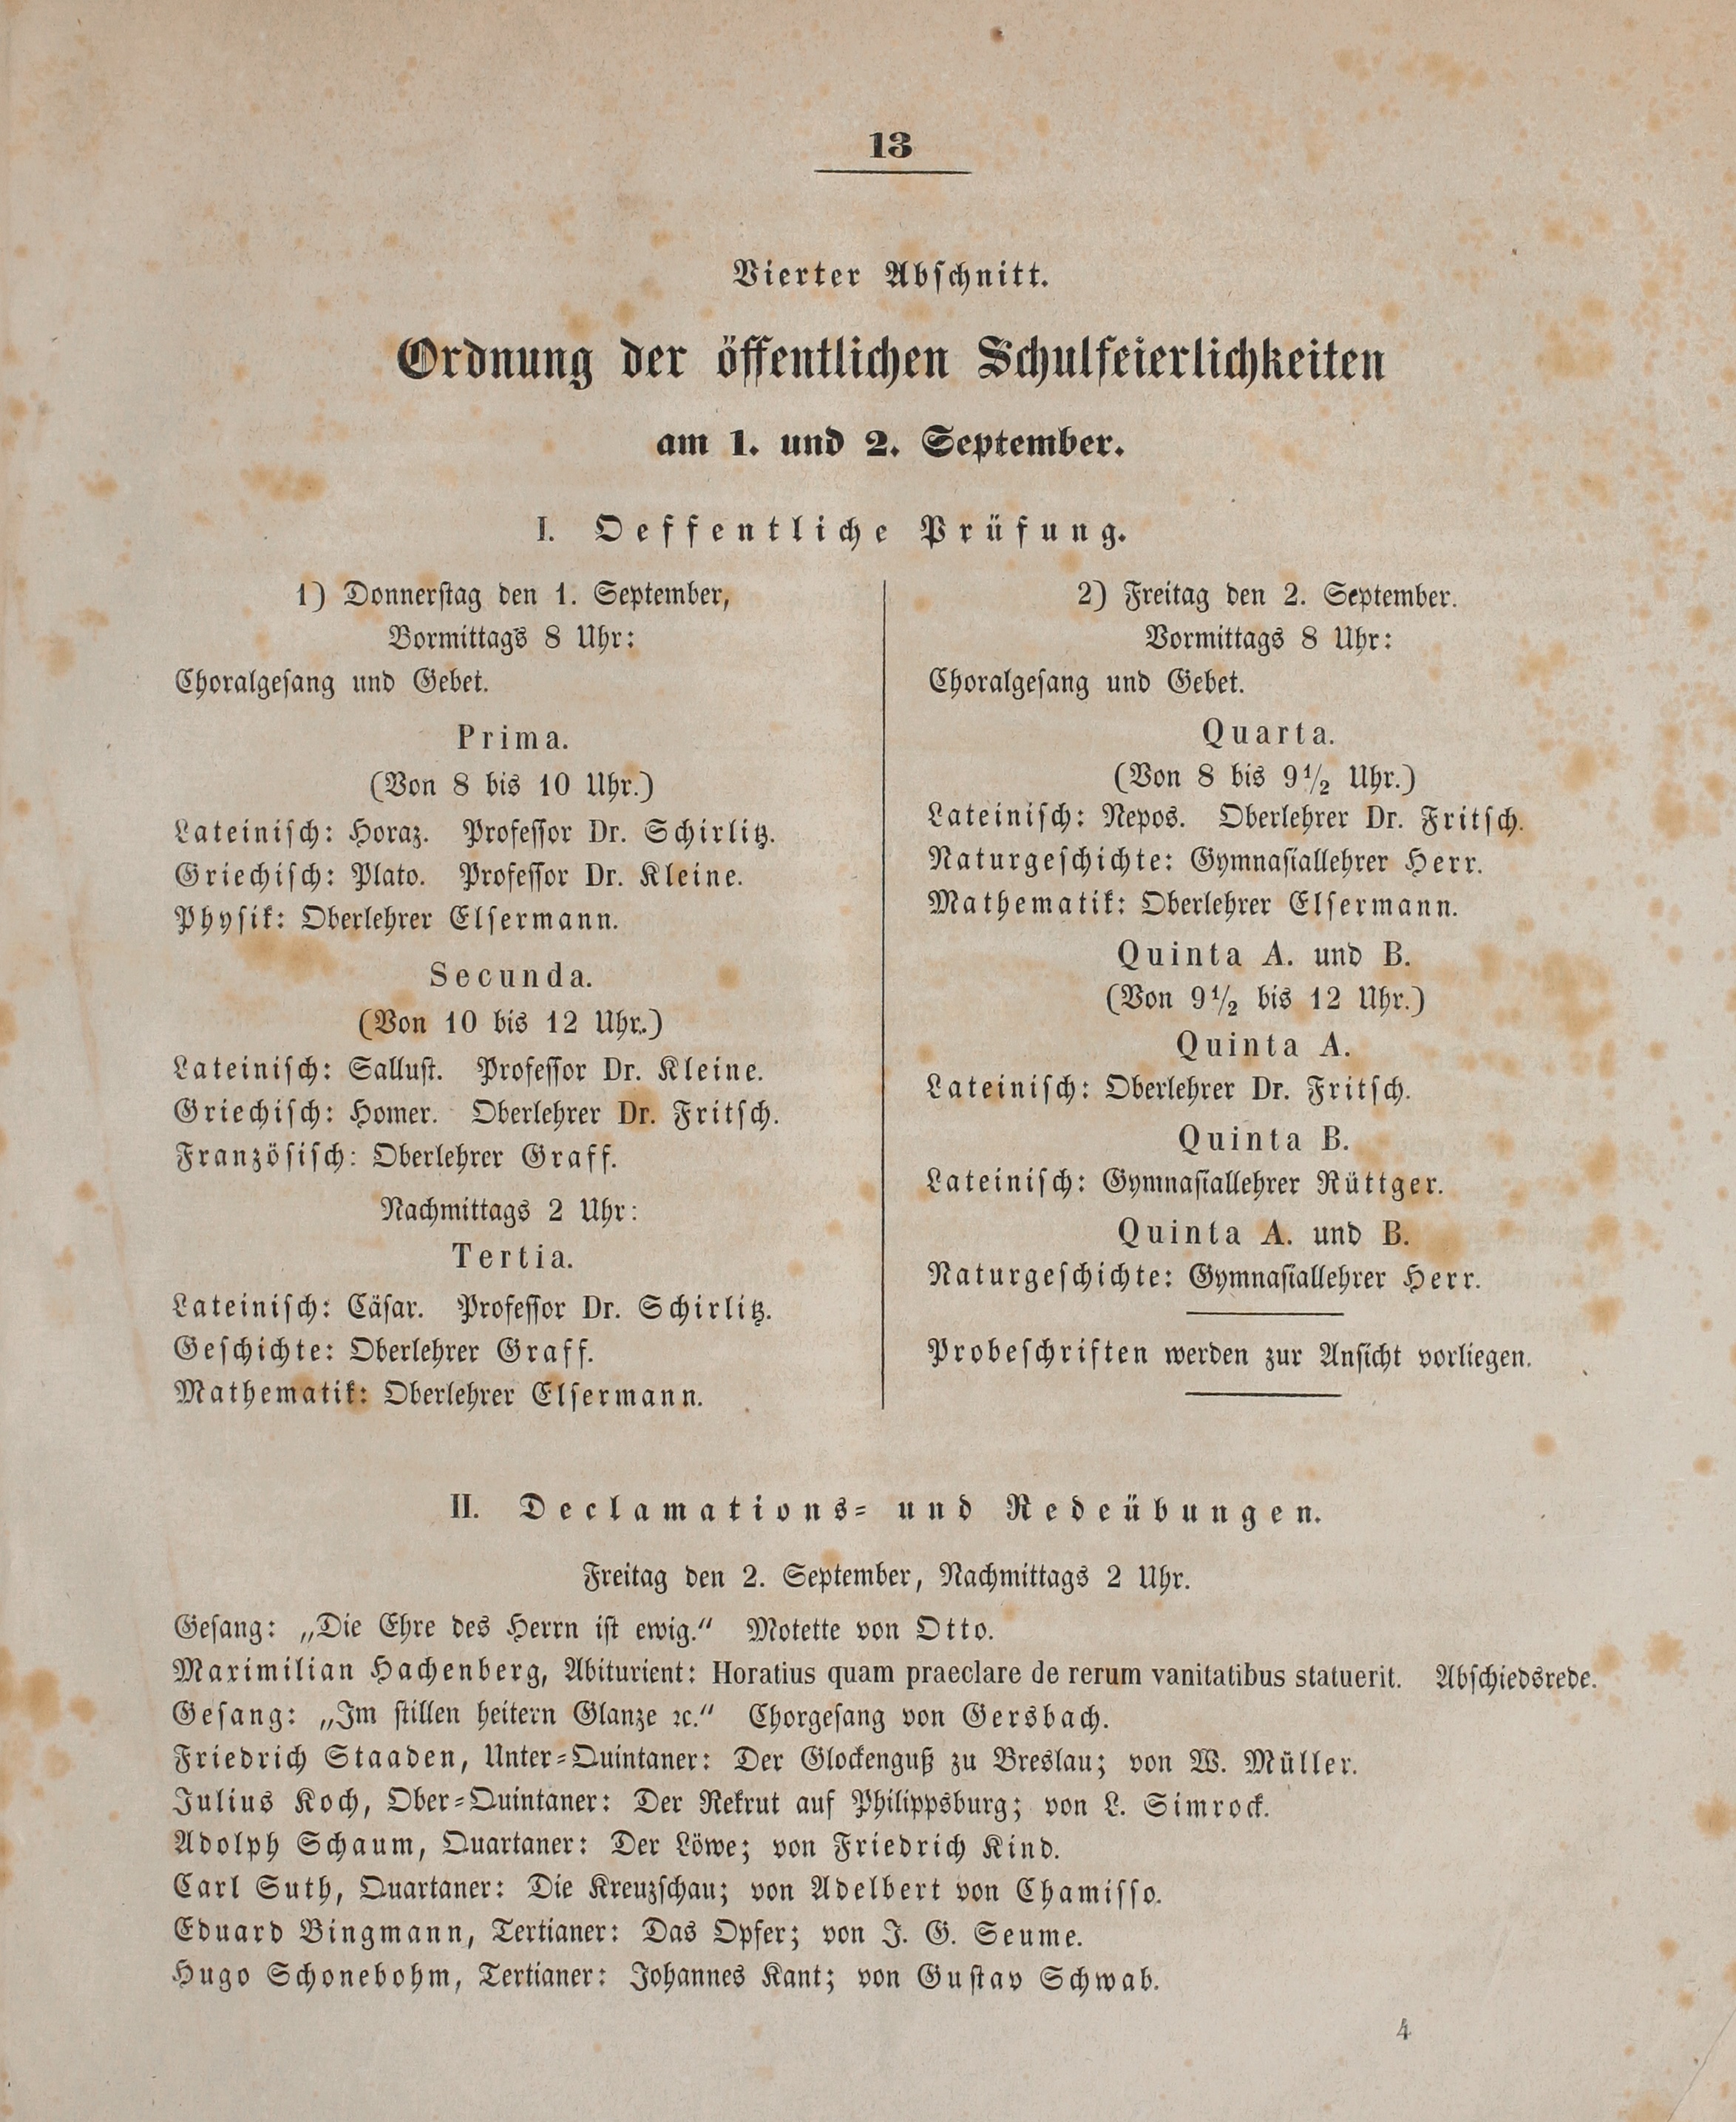 13
Vierter Abschnitt.
Ordnung der öffentlichen Schulfeierlichkeiten
am 1. und 2. September.
I. Oeffentliche Prüfung.
1) Donnerstag den 1. September,
Vormittags 8 Uhr:
Choralgesang und Gebet.
Prima.
(Von 8 bis 10 Uhr.)
Lateinisch: Horaz. Professor Dr. Schirlitz.
Griechisch: Plato. Professor Dr. Kleine.
Physik: Oberlehrer Elsermann.
Secunda.
(Von 10 bis 12 Uhr.)
Lateinisch: Sallust. Professor Dr. Kleine.
Griechisch: Homer. Oberlehrer Dr. Fritsch.
Französisch: Oberlehrer Graff.
Nachmittags 2 Uhr:
Tertia.
Lateinisch: Cäsar. Professor Dr. Schirlitz.
Geschichte: Oberlehrer Graff.
Mathematik: Oberlehrer Elsermann.
2) Freitag den 2. September.
Vormittags 8 Uhr:
Choralgesang und Gebet.
Quarta.
(Von 8 bis 9½ Uhr.)
Lateinisch: Nepos. Oberlehrer Dr. Fritsch.
Naturgeschichte: Gymnasiallehrer Herr.
Mathematik: Oberlehrer Elsermann.
Quinta A. und B.
(Von 9½ bis 12 Uhr.)
Quinta A.
Lateinisch: Oberlehrer Dr. Fritsch.
Quinta B.
Lateinisch: Gymnasiallehrer Rüttger.
Quinta A. und B.
Naturgeschichte: Gymnasiallehrer Herr.
Probeschriften werden zur Ansicht vorliegen.
II. Declamations- und Redeübungen.
Freitag den 2. September, Nachmittags 2 Uhr.
Gesang: „Die Ehre des Herrn ist ewig.“ Motette von Otto.
Maximilian Hachenberg, Abiturient: Horatius quam praeclare de rerum vanitatibus statuerit. Abschiedsrede.
Gesang: „Im stillen heitern Glanze ꝛc.“ Chorgesang von Gersbach.
Friedrich Staaden, Unter-Quintaner: Der Glockenguß zu Breslau; von W. Müller.
Julius Koch, Ober-Quintaner: Der Rekrut auf Philippsburg; von L. Simrock.
Adolph Schaum, Quartaner: Der Löwe; von Friedrich Kind.
Carl Suth, Quartaner: Die Kreuzschau; von Adelbert von Chamisso.
Eduard Bingmann, Tertianer: Das Opfer; von J. G. Seume.
Hugo Schonebohm, Tertianer: Johannes Kant; von Gustav Schwab.
4